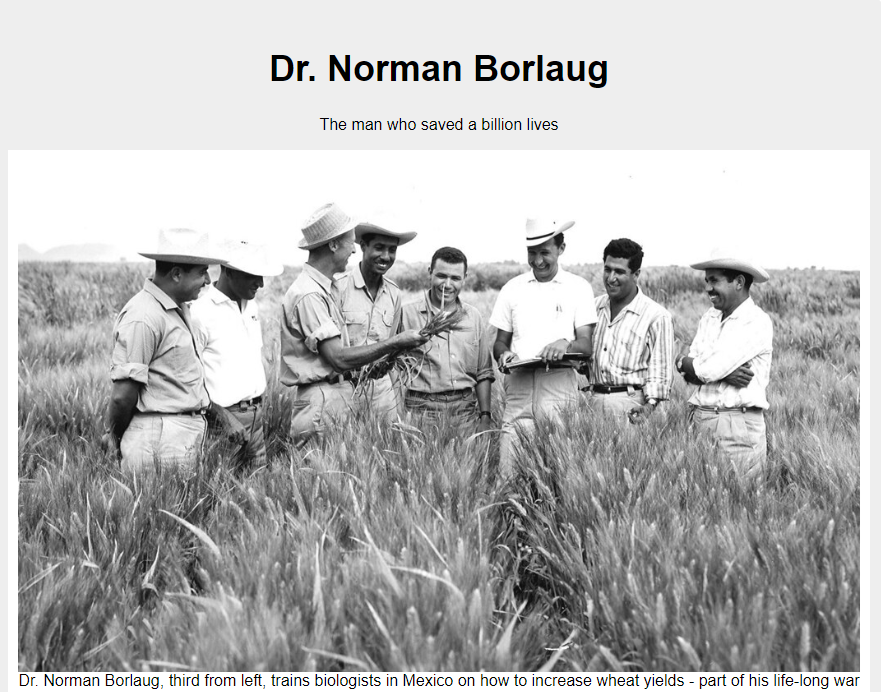 Dr. Norman Borlaug
The man who saved a billion lives
Dr. Norman Borlaug, third from left, trains biologists in Mexico on how to increase wheat yields - part of his life-long war